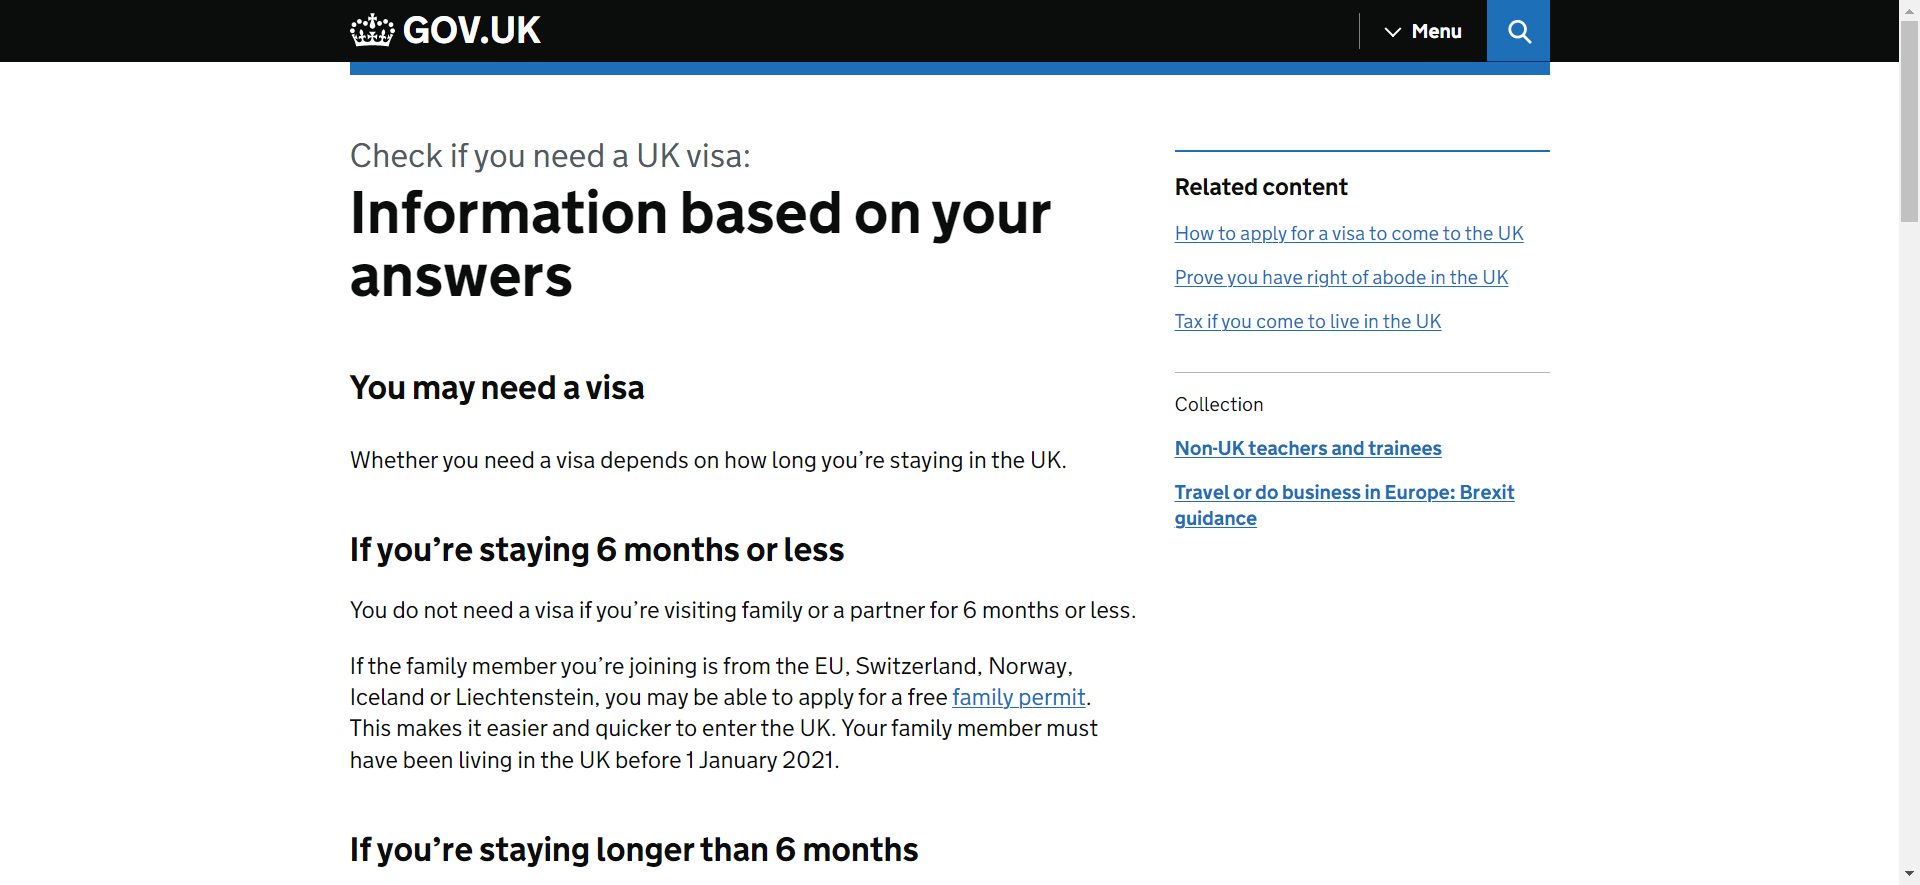 GOV.UK
Menu
Check if you need a UK visa:
Information based on your
answers
You may need a visa
Whether you need a visa depends on how long you’re staying in the UK.
If you’re staying 6 months or less
You do not need a visa if you’re visiting family or a partner for 6 months or less.
If the family member you’re joining is from the EU, Switzerland, Norway,
Iceland or Liechtenstein, you may be able to apply for a free family permit.
This makes it easier and quicker to enter the UK. Your family member must
have been living in the UK before 1 January 2021.
If you’re staying longer than 6 months
Related content
How to apply for a visa to come to the UK
Prove you have right of abode in the UK
Tax if you come to live in the UK
Collection
Non-UK teachers and trainees
Travel or do business in Europe: Brexit
guidance